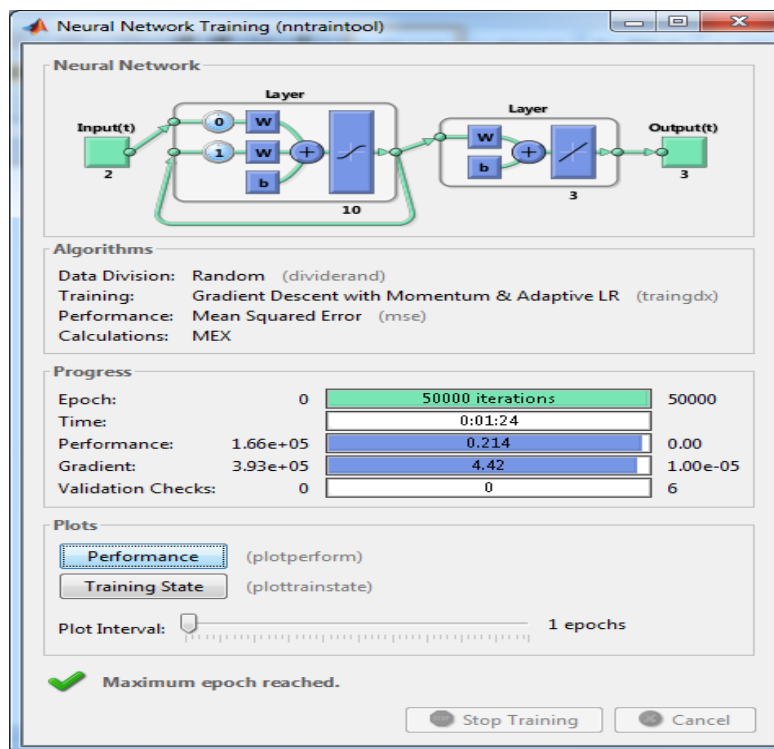 Neural Network Training (nntraintool)
Neural Network
Layer
Layer
Input(t)
Output(t)
0 W
1 W
b
+
W
b
+
2
10
3
3
Algorithms
Data Division: Random (dividerand)
Training: Gradient Descent with Momentum & Adaptive LR (traingdx)
Performance: Mean Squared Error (mse)
Calculations: MEX
Progress
Epoch: 0 50000 iterations 50000
Time: 0:01:24
Performance: 1.66e+05 0.214 0.00
Gradient: 3.93e+05 4.42 1.00e-05
Validation Checks: 0 0 6
Plots
Performance (plotperform)
Training State (plottrainstate)
Plot Interval: 1 epochs
Maximum epoch reached.
Stop Training Cancel